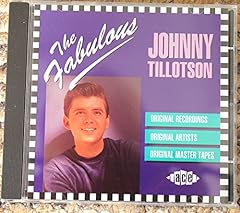 The
Fabulous
JOHNNY
TILLOTSON
ORIGINAL RECORDINGS
ORIGINAL ARTISTS
ORIGINAL MASTER TAPES
ace